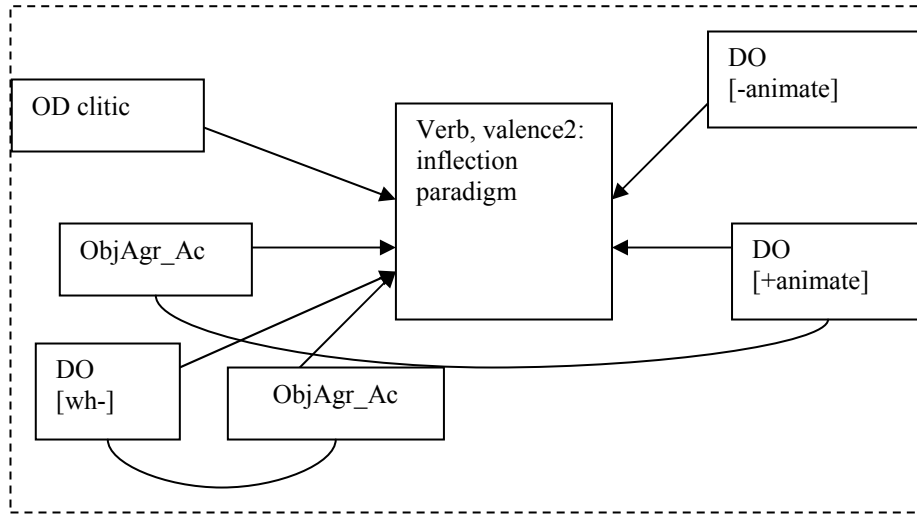 OD clitic
Verb, valence2:
inflection
paradigm
DO
[-animate]
ObjAgr_Ac
DO
[+animate]
DO
[wh-]
ObjAgr_Ac